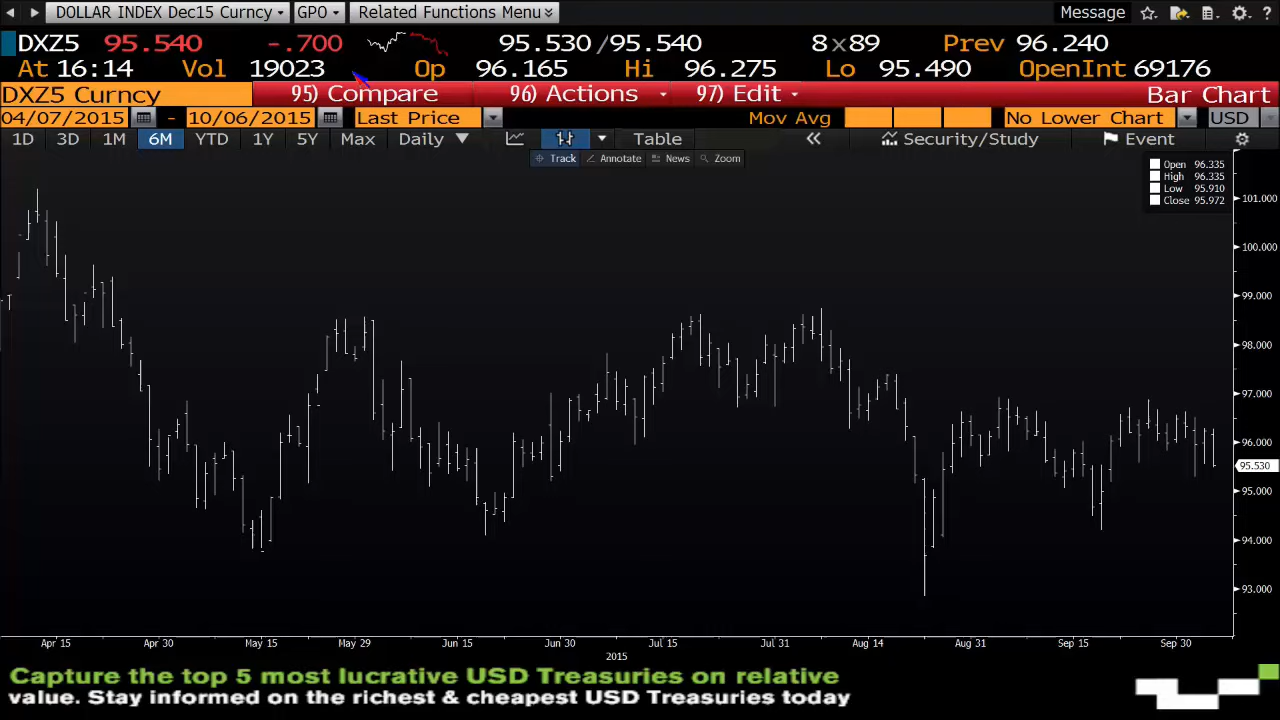 DOLLAR INDEX Dec15 Curncy GPO Related Functions Menu Message ?
DXZ5 95.540 -.700 95.530 /95.540 8x89 Prev 96.240
At 16:14 Vol 19023 Op 96.165 Hi 96.275 Lo 95.490 OpenInt 69176
DXZ5 Curncy 95) Compare 96) Actions 97) Edit Bar Chart
04/07/2015 - 10/06/2015 Last Price Mov Avg No Lower Chart USD
1D 3D 1M 6M YTD 1Y 5Y Max Daily Table « Security/Study Event
Track Annotate News Zoom
Open 96.335
High 96.335
Low 95.910
Close 95.972
101.000
100.000
99.000
98.000
97.000
96.000
95.530
95.000
94.000
93.000
Apr 15 Apr 30 May 15 May 29 Jun 15 Jun 30 Jul 15 Jul 31 Aug 14 Aug 31 Sep 15 Sep 30
2015
Capture the top 5 most lucrative USD Treasuries on relative
value. Stay informed on the richest & cheapest USD Treasuries today